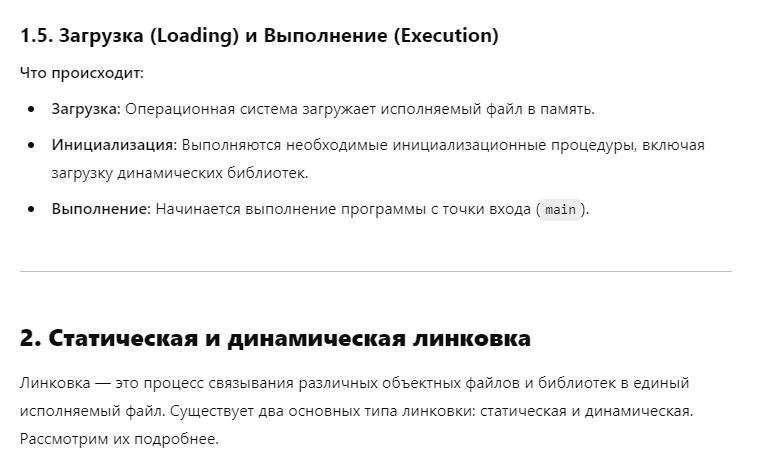 1.5. Загрузка (Loading) и Выполнение (Execution)
Что происходит:
• Загрузка: Операционная система загружает исполняемый файл в память.
• Инициализация: Выполняются необходимые инициализационные процедуры, включая
загрузку динамических библиотек.
• Выполнение: Начинается выполнение программы с точки входа ( main ).
2. Статическая и динамическая линковка
Линковка — это процесс связывания различных объектных файлов и библиотек в единый
исполняемый файл. Существует два основных типа линковки: статическая и динамическая.
Рассмотрим их подробнее.